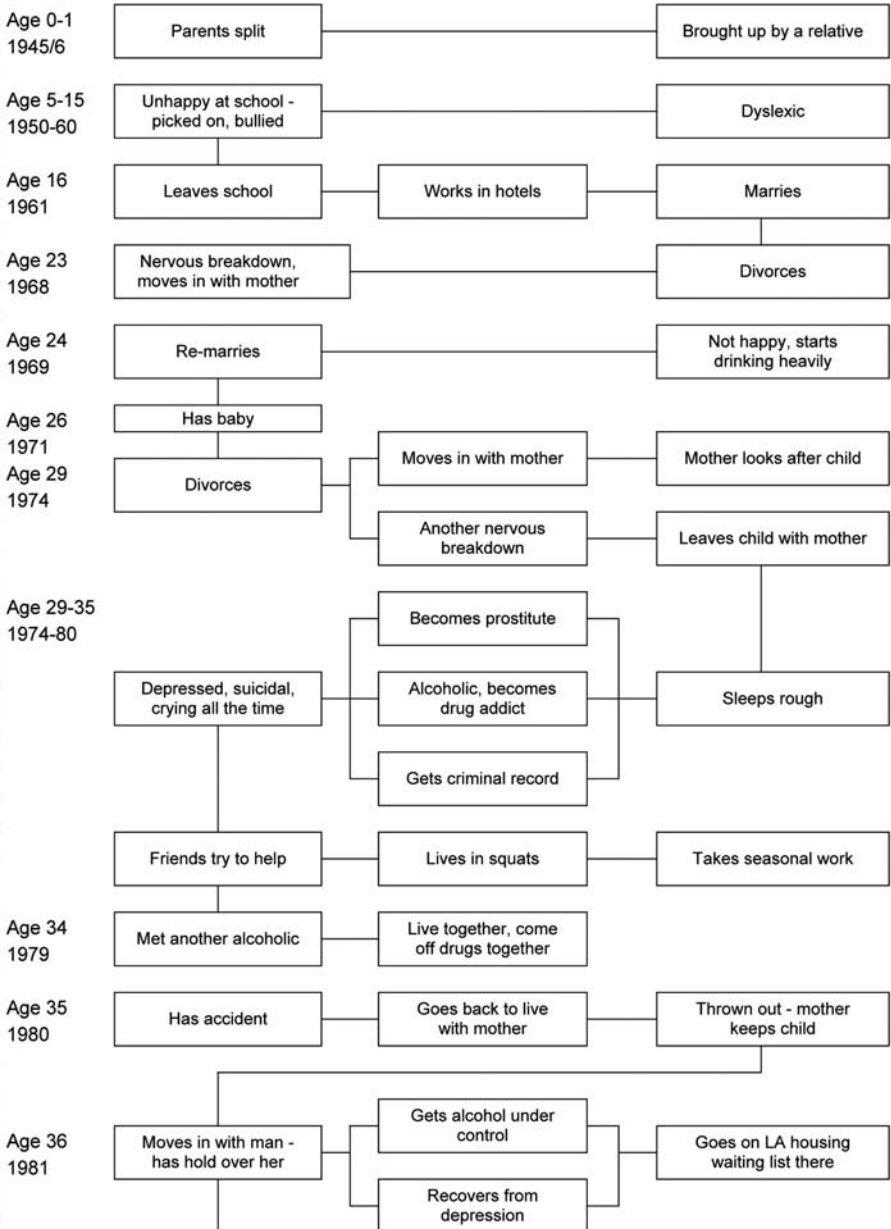 Age 0-1
1945/6
Parents split
Brought up by a relative
Age 5-15
1950-60
Unhappy at school -
picked on, bullied
Dyslexic
Age 16
1961
Leaves school
Works in hotels
Marries
Age 23
1968
Nervous breakdown,
moves in with mother
Divorces
Age 24
1969
Re-marries
Not happy, starts
drinking heavily
Age 26
1971
Has baby
Age 29
1974
Divorces
Moves in with mother
Mother looks after child
Another nervous
breakdown
Leaves child with mother
Age 29-35
1974-80
Becomes prostitute
Depressed, suicidal,
crying all the time
Alcoholic, becomes
drug addict
Sleeps rough
Gets criminal record
Friends try to help
Lives in squats
Takes seasonal work
Age 34
1979
Met another alcoholic
Live together, come
off drugs together
Age 35
1980
Has accident
Goes back to live
with mother
Thrown out - mother
keeps child
Age 36
1981
Moves in with man -
has hold over her
Gets alcohol under
control
Goes on LA housing
waiting list there
Recovers from
depression